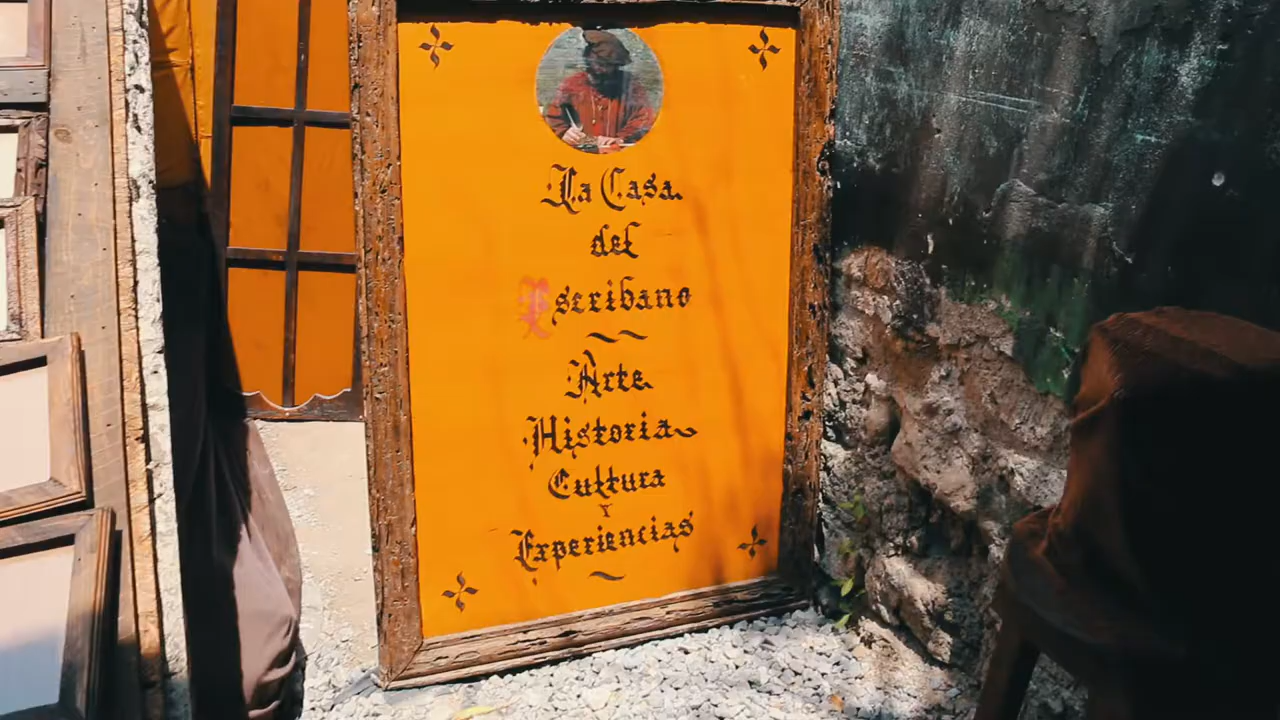 La Casa
del
Escribano
Arte
Historia
Cultura
Y
Experiencias